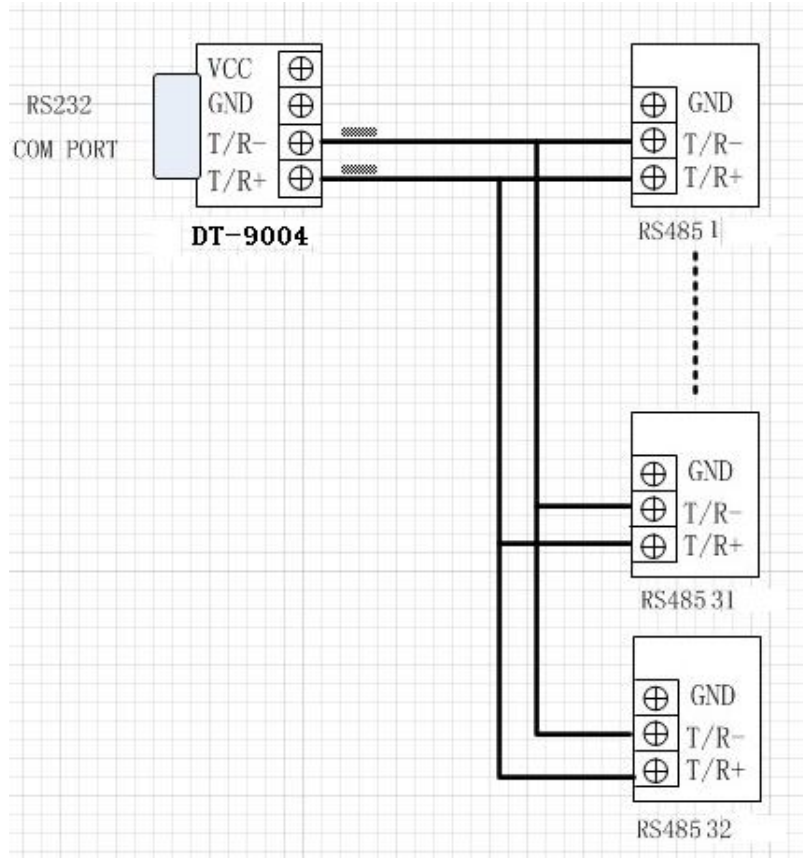 VCC
GND
T/R-
T/R+
RS232
COM PORT
DT-9004
GND
T/R-
T/R+
RS485 1
GND
T/R-
T/R+
RS485 31
GND
T/R-
T/R+
RS485 32